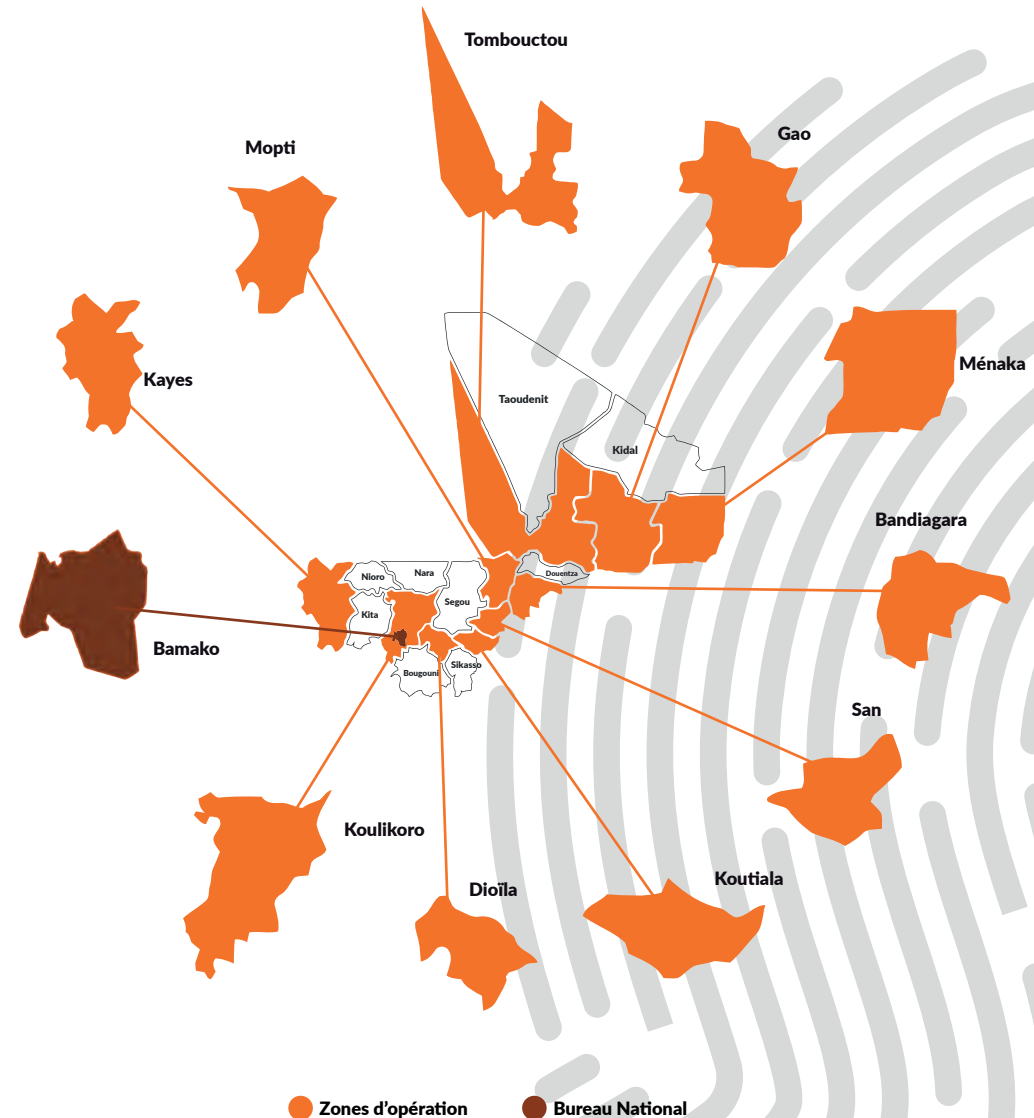 Tombouctou
Gao
Mopti
Ménaka
Kayes
Taoudenit
Kidal
Bandiagara
Nioro
Nara
Douentza
Segou
Kita
Bamako
Bougouni
Sikasso
San
Koulikoro
Dioïla
Koutiala
Zones d'opération
Bureau National